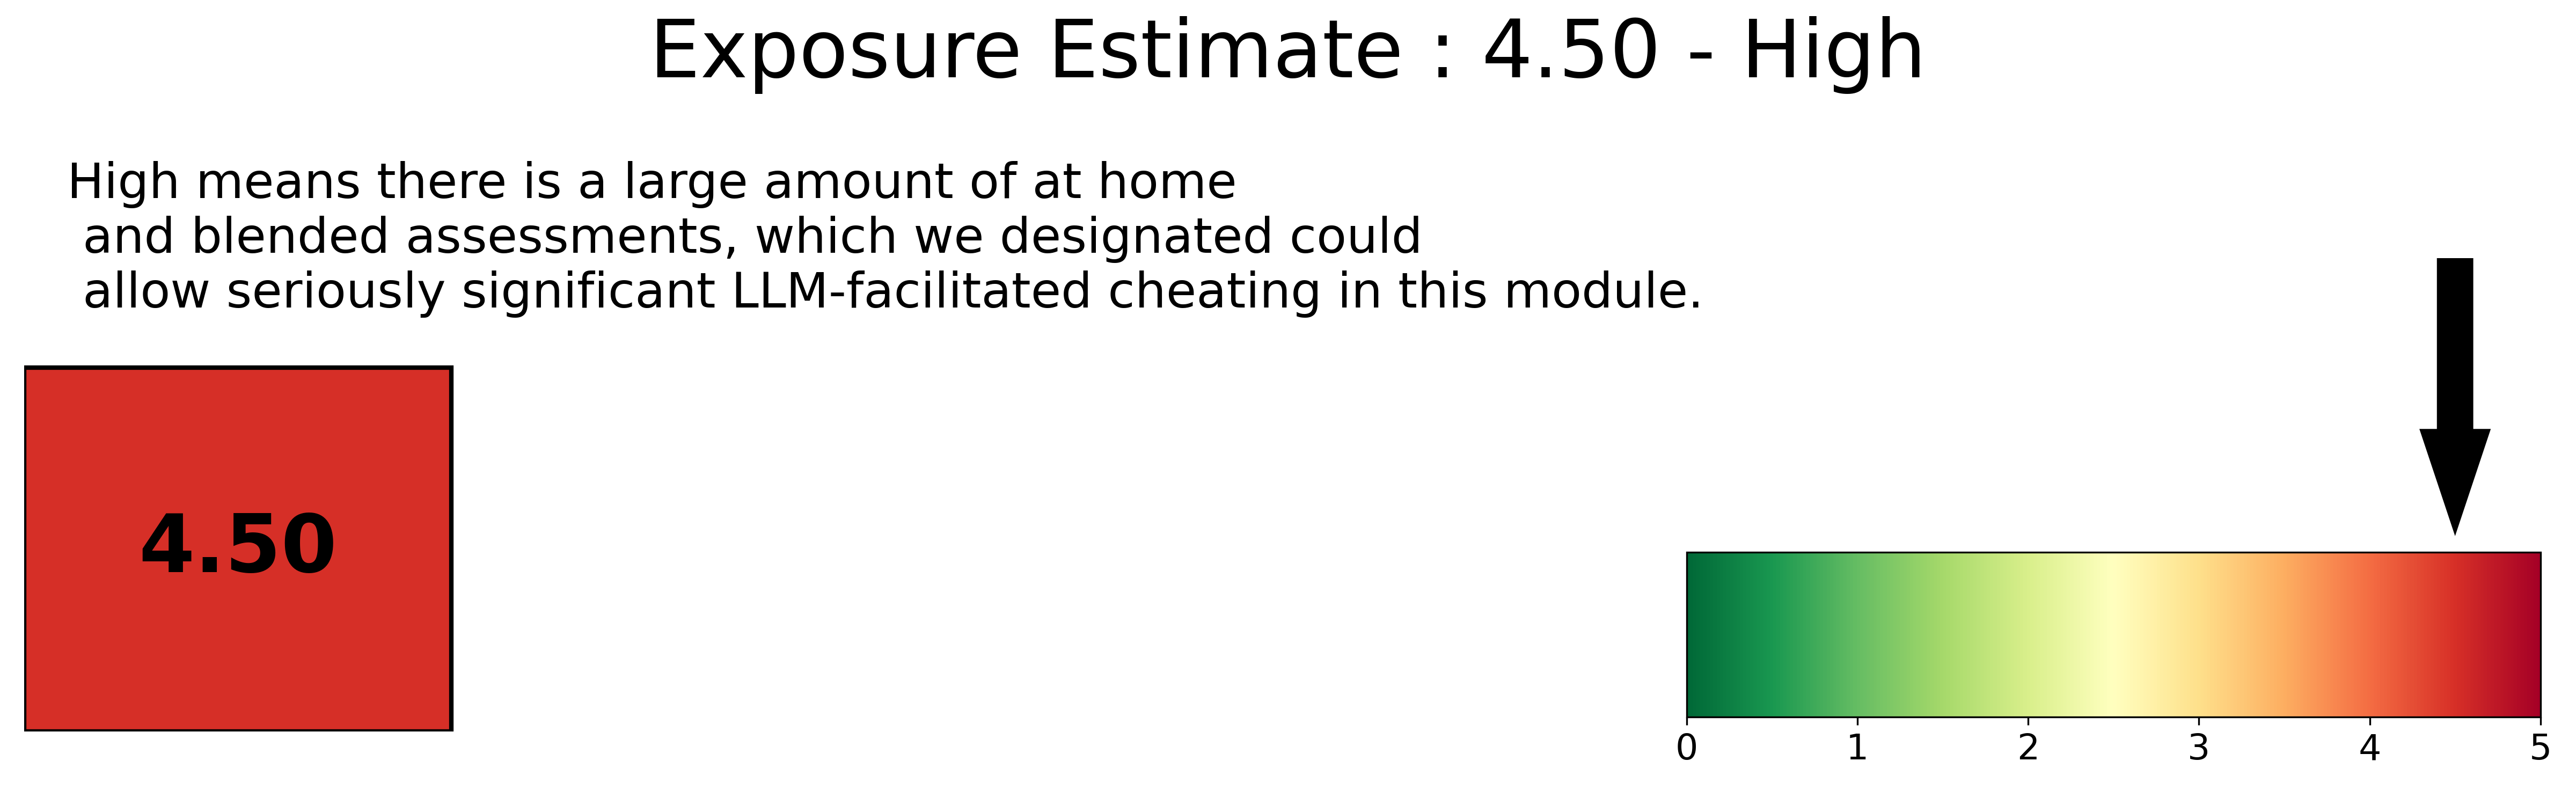 Exposure Estimate : 4.50 - High
High means there is a large amount of at home
and blended assessments, which we designated could
allow seriously significant LLM-facilitated cheating in this module.
4.50
0 1 2 3 4 5